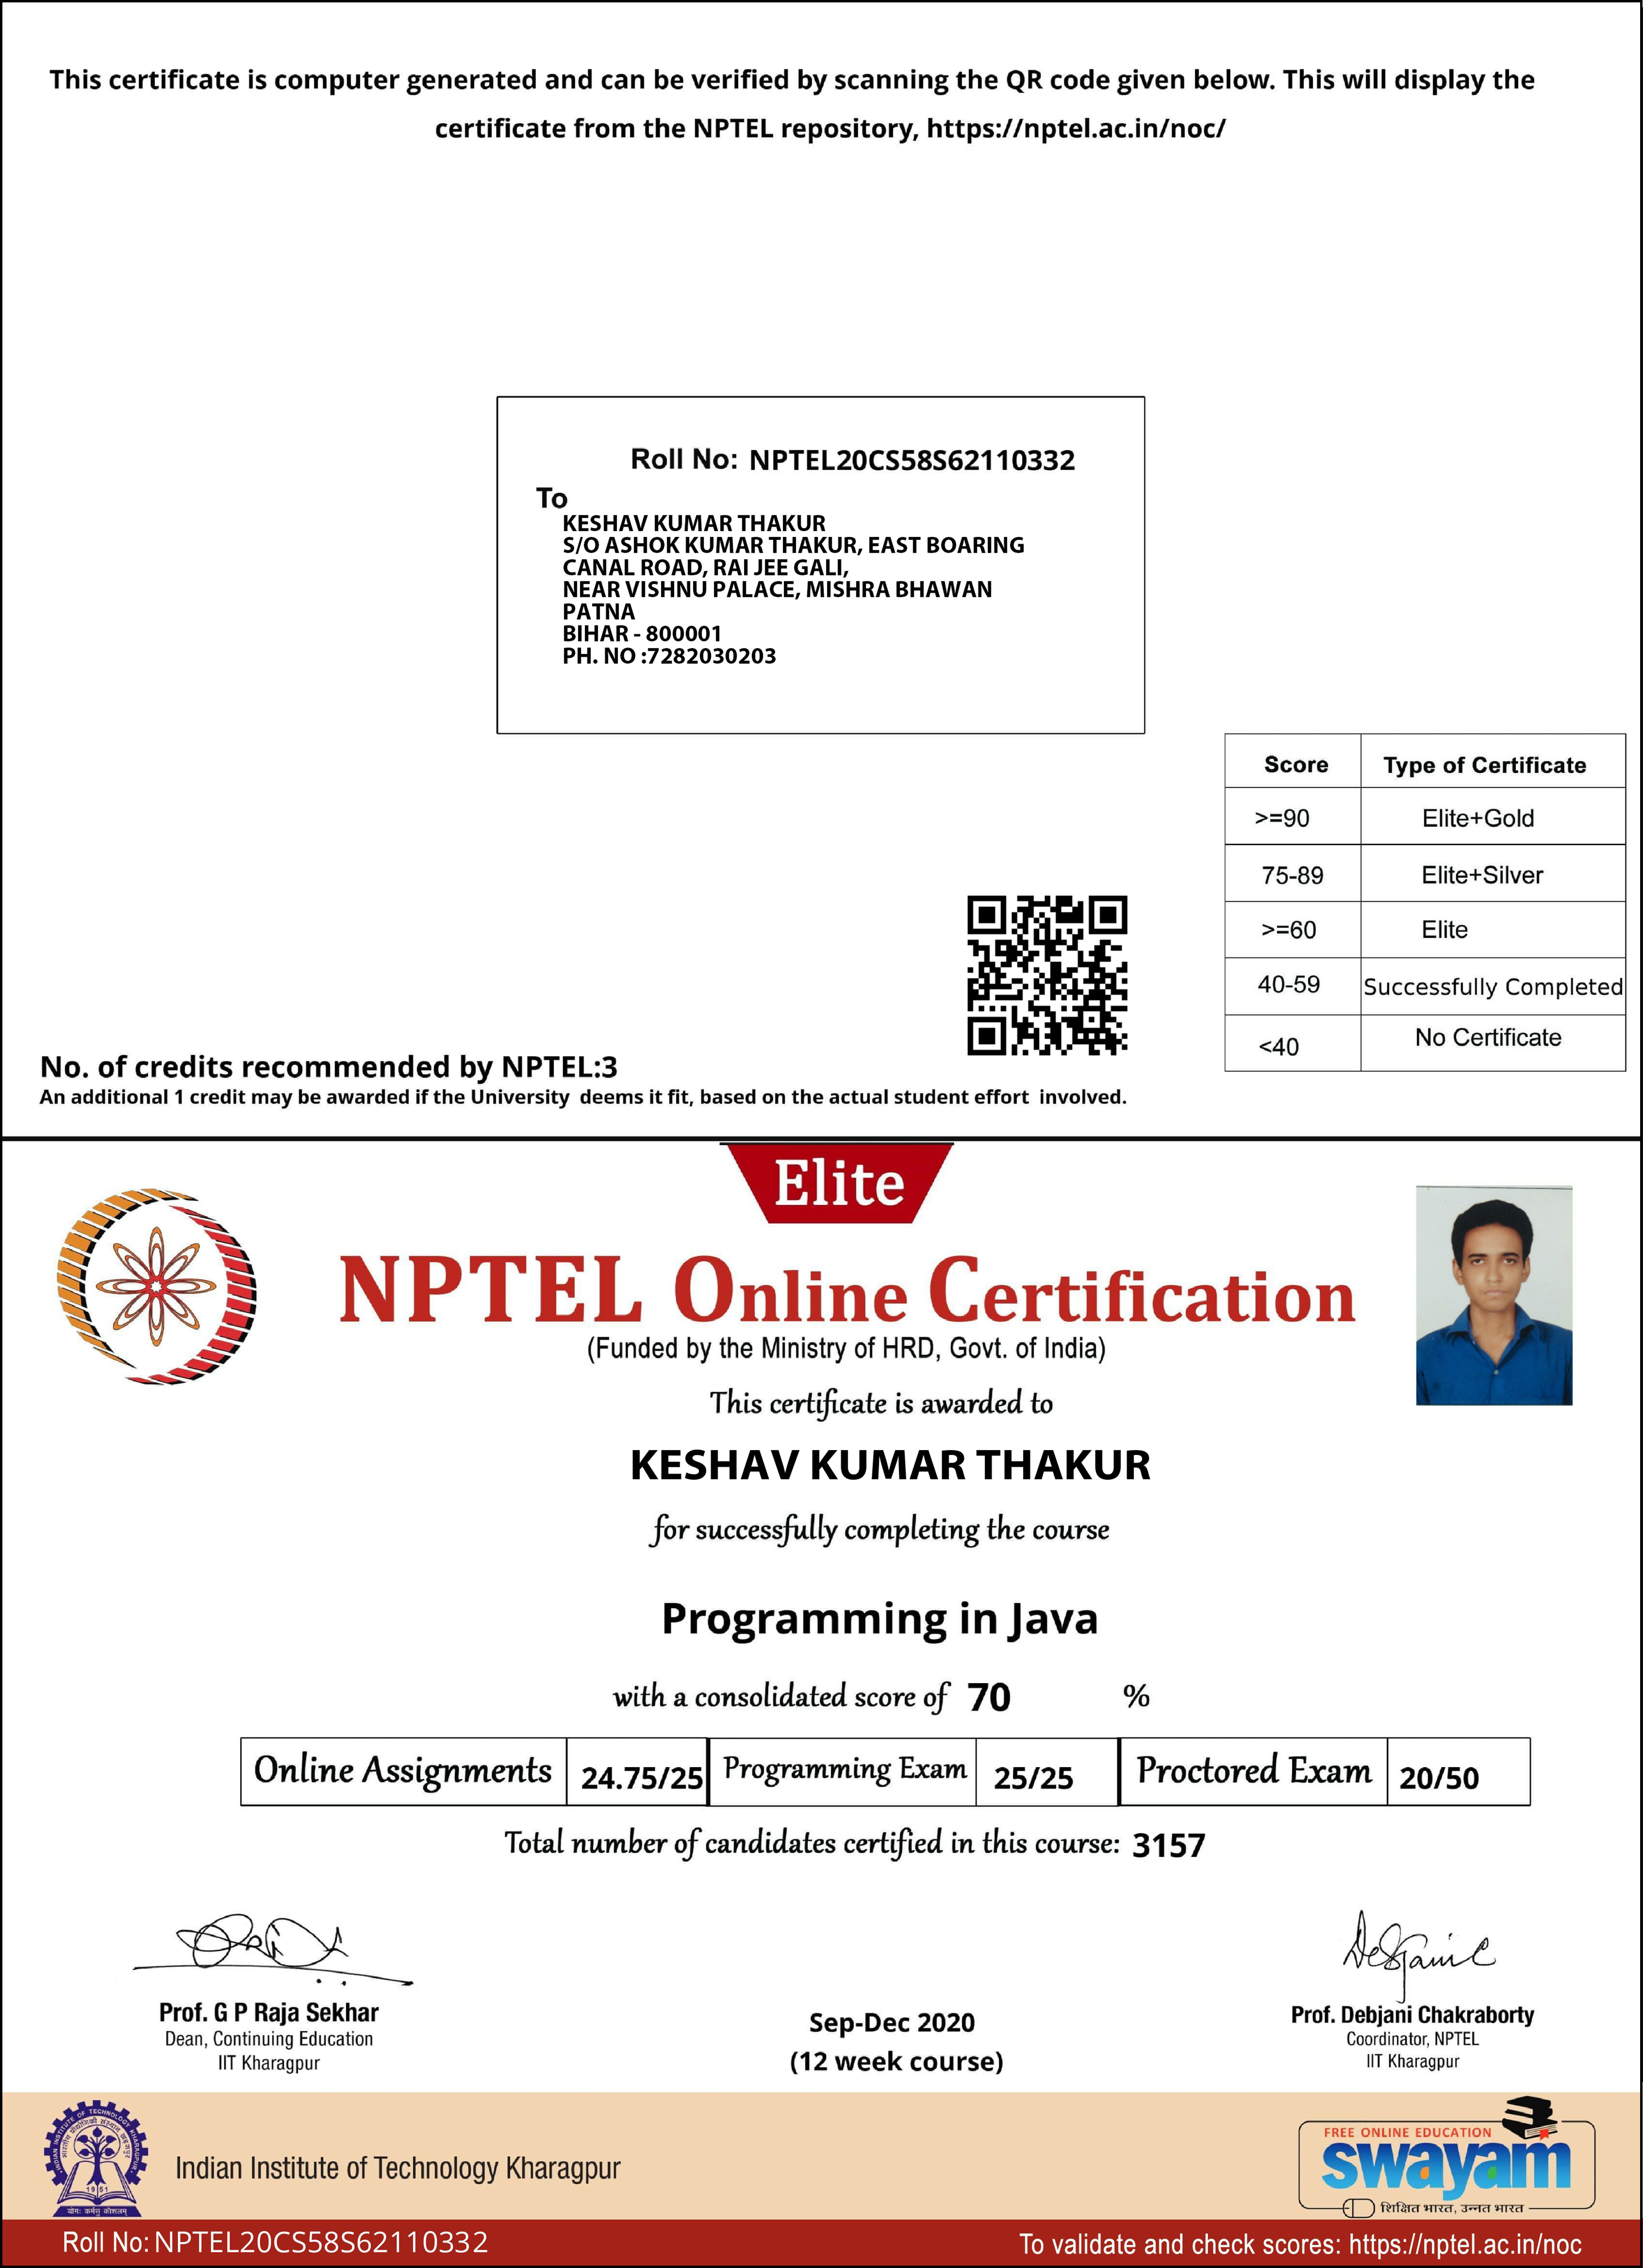 This certificate is computer generated and can be verified by scanning the QR code given below. This will display the
certificate from the NPTEL repository, https://nptel.ac.in/noc/
Roll No: NPTEL20CS58S62110332
To
KESHAV KUMAR THAKUR
S/O ASHOK KUMAR THAKUR, EAST BOARING
CANAL ROAD, RAI JEE GALI,
NEAR VISHNU PALACE, MISHRA BHAWAN
PATNA
BIHAR - 800001
PH. NO :7282030203
Score Type of Certificate
>=90 Elite+Gold
75-89 Elite+Silver
>=60 Elite
40-59 Successfully Completed
<40 No Certificate
No. of credits recommended by NPTEL:3
An additional 1 credit may be awarded if the University deems it fit, based on the actual student effort involved.
Elite
NPTEL Online Certification
(Funded by the Ministry of HRD, Govt. of India)
This certificate is awarded to
KESHAV KUMAR THAKUR
for successfully completing the course
Programming in Java
with a consolidated score of 70 %
Online Assignments 24.75/25 Programming Exam 25/25 Proctored Exam 20/50
Total number of candidates certified in this course: 3157
Prof. G P Raja Sekhar
Dean, Continuing Education
IIT Kharagpur
Sep-Dec 2020
(12 week course)
Prof. Debjani Chakraborty
Coordinator, NPTEL
IIT Kharagpur
INDIAN INSTITUTE OF TECHNOLOGY KHARAGPUR
1951
योगः कर्मसु कौशलम्
Indian Institute of Technology Kharagpur
FREE ONLINE EDUCATION
swayam
शिक्षित भारत, उन्नत भारत
Roll No: NPTEL20CS58S62110332
To validate and check scores: https://nptel.ac.in/noc